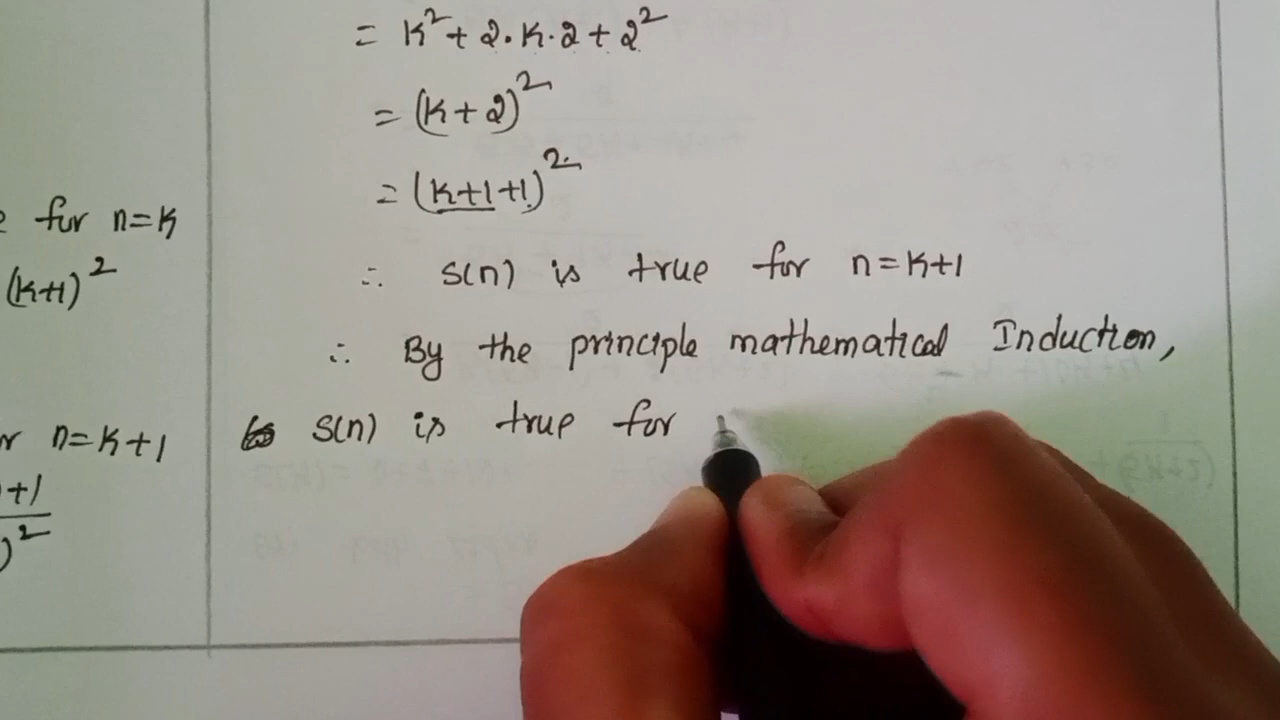 = k² + 2·k·2 + 2²
= (k+2)²
= (k+1+1)²
∴ S(n) is true for n=k+1
∴ By the principle mathematical Induction,
S(n) is true for
for n=k
(k+1)²
n=k+1
+1
)²